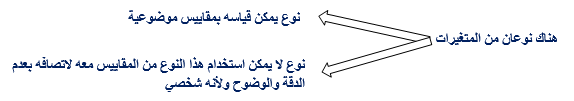 هناك نوعان من المتغيرات
نوع يمكن قياسه بمقاييس موضوعية
نوع لا يمكن استخدام هذا النوع من المقاييس معه لاتصافه بعدم
الدقة والوضوح ولأنه شخصي